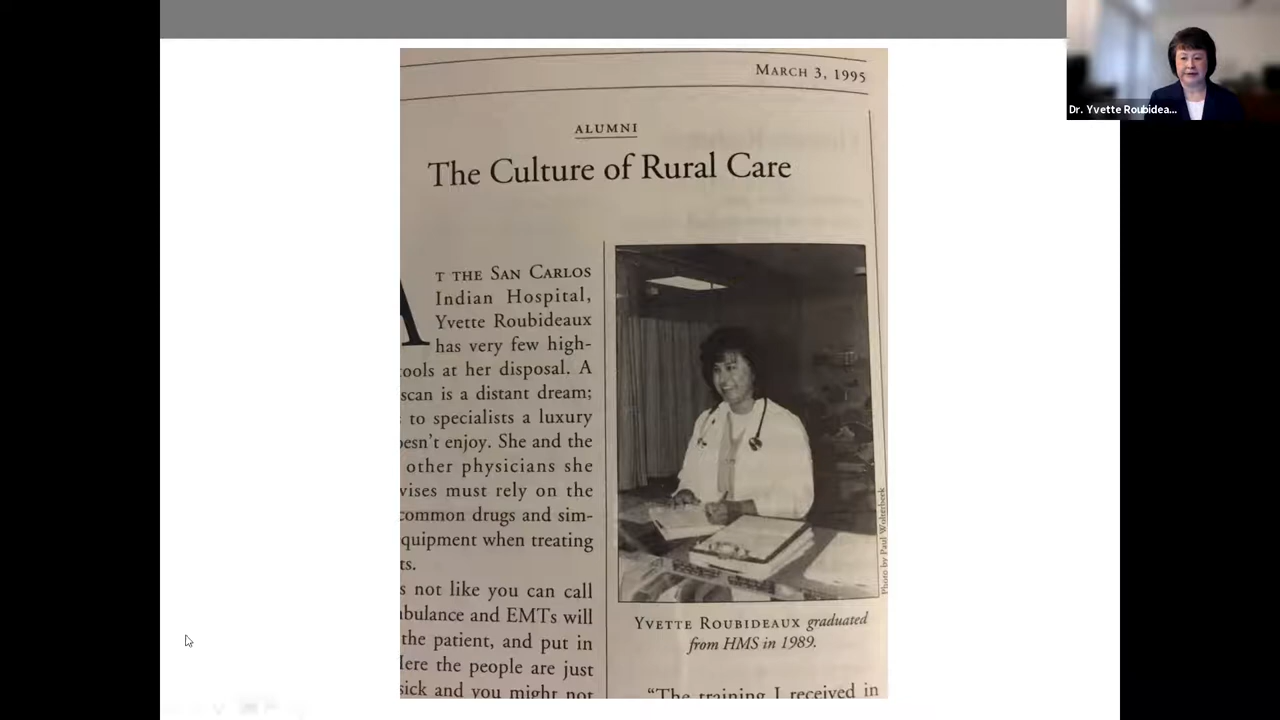 Dr. Yvette Roubidea...
MARCH 3, 1995
ALUMNI
The Culture of Rural Care
AT THE SAN CARLOS
Indian Hospital,
Yvette Roubideaux
has very few high-
ools at her disposal. A
scan is a distant dream;
to specialists a luxury
esn't enjoy. She and the
other physicians she
vises must rely on the
common drugs and sim-
quipment when treating
ts.
s not like you can call
bulance and EMTs will
the patient, and put in
Here the people are just
sick and you might not
Photo by Paul Wolterbeek
YVETTE ROUBIDEAUX graduated
from HMS in 1989.
"The training I received in